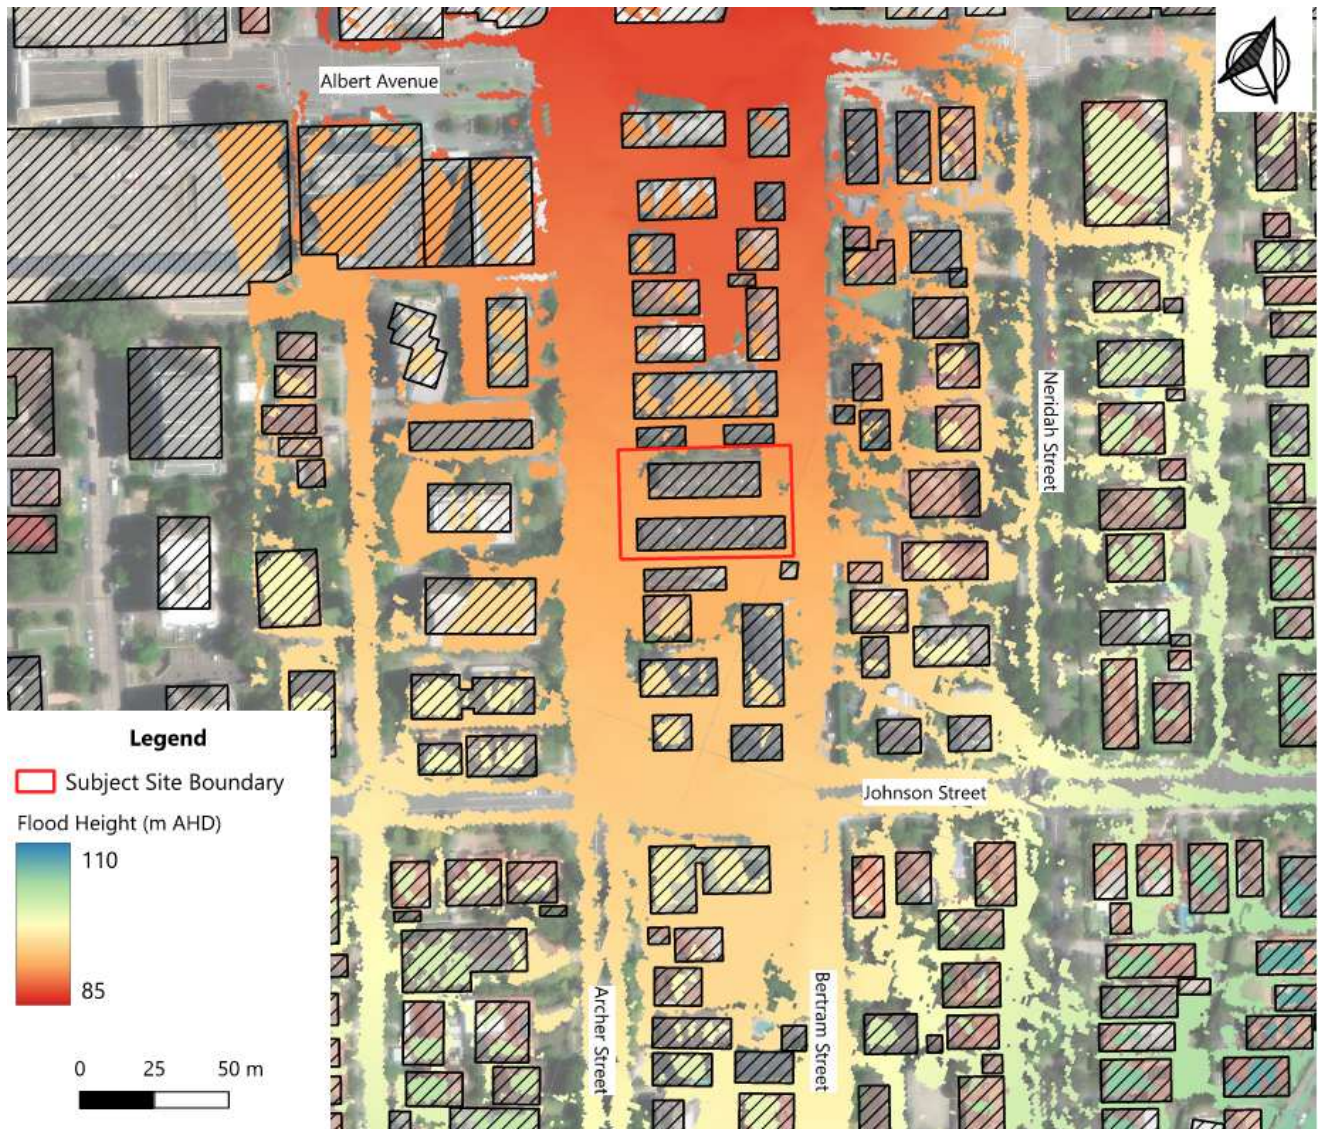 Albert Avenue
Neridah Street
Legend
Subject Site Boundary
Flood Height (m AHD)
110
85
0 25 50 m
Johnson Street
Archer Street
Bertram Street